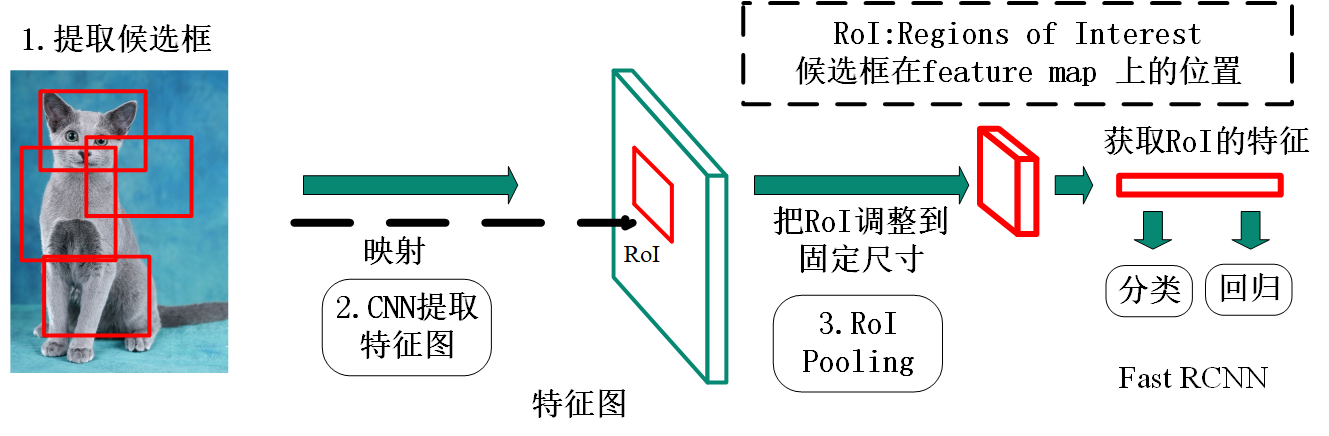 1.提取候选框
RoI:Regions of Interest
候选框在feature map 上的位置
映射
2.CNN提取
特征图
RoI
特征图
把RoI调整到
固定尺寸
3.RoI
Pooling
获取RoI的特征
分类
回归
Fast RCNN